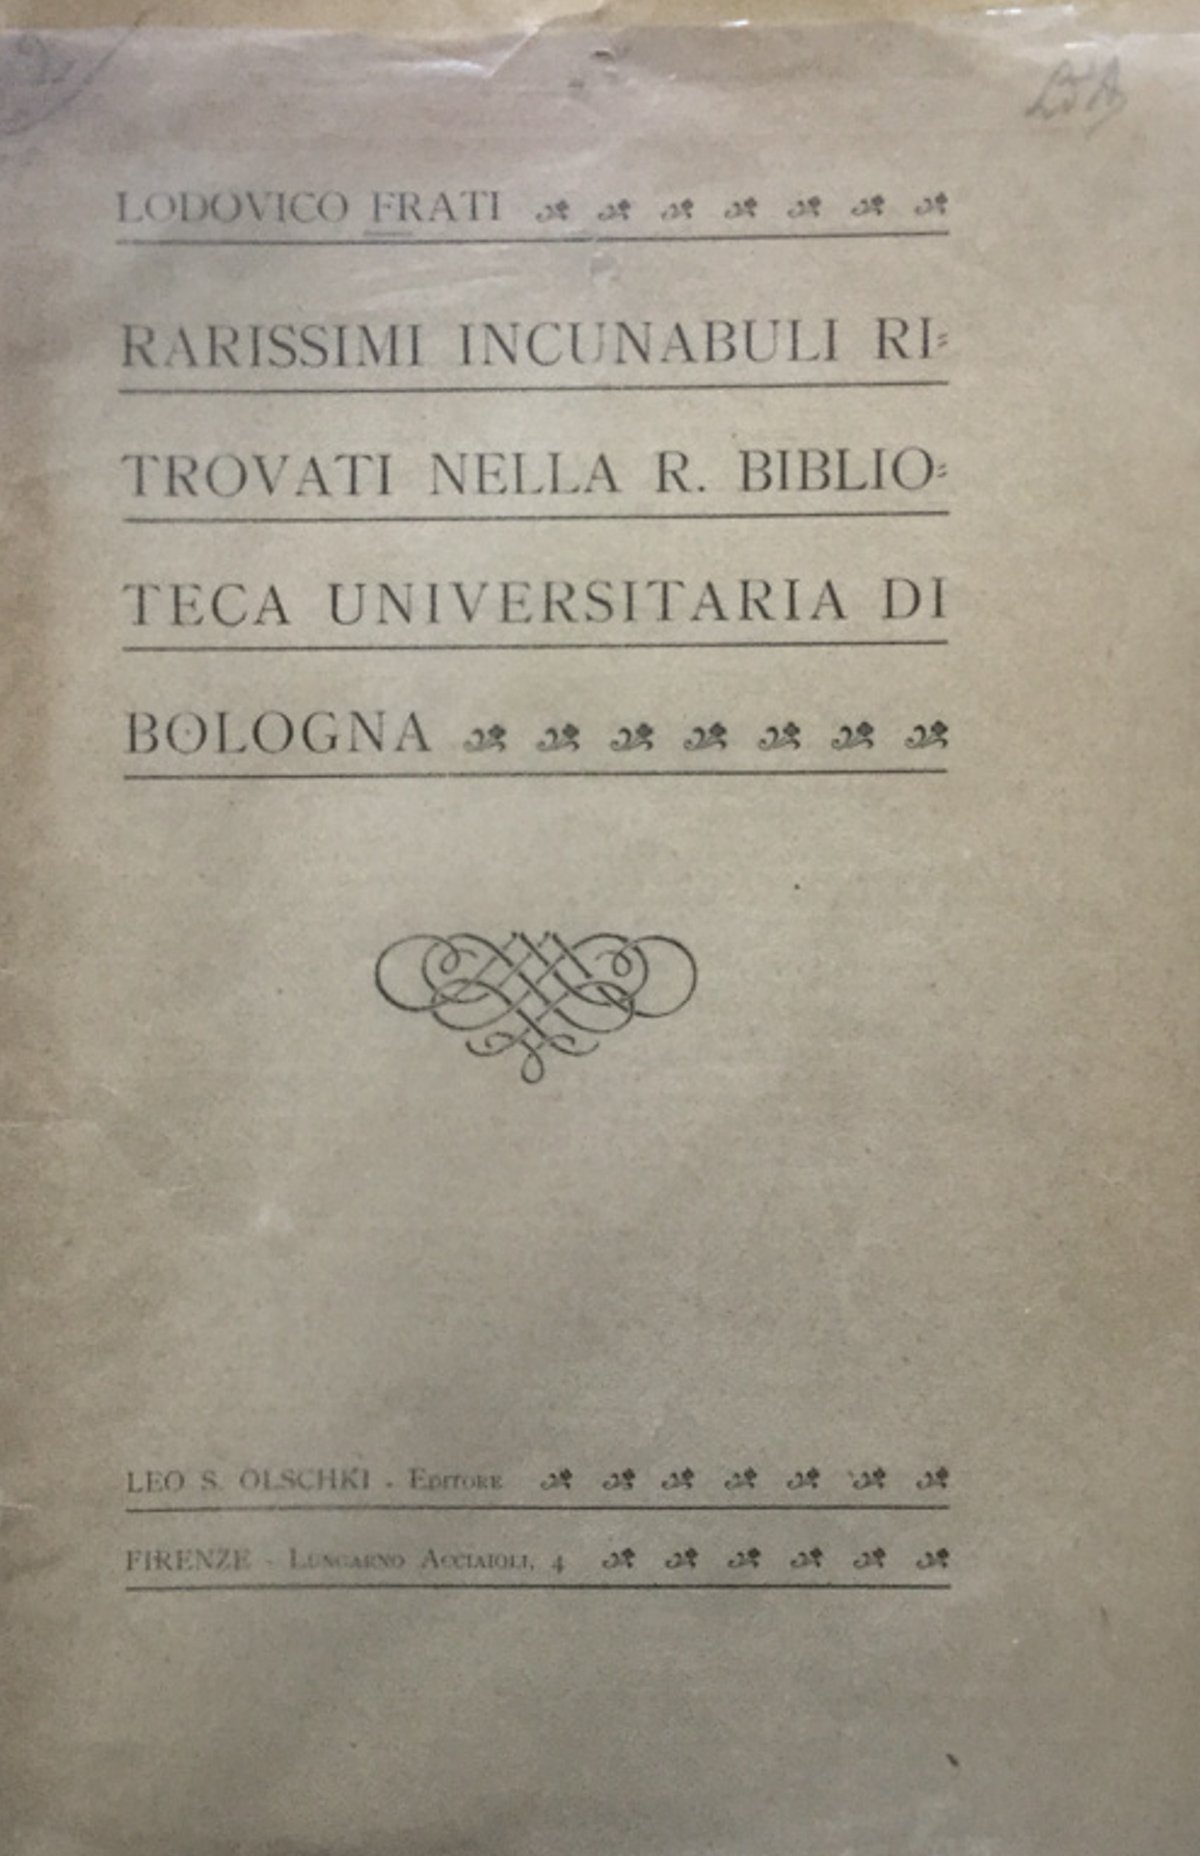 LODOVICO FRATI
RARISSIMI INCUNABULI RI=
TROVATI NELLA R. BIBLIO=
TECA UNIVERSITARIA DI
BOLOGNA
LEO S. OLSCHKI - EDITORE
FIRENZE - LUNGARNO ACCIAIOLI, 4